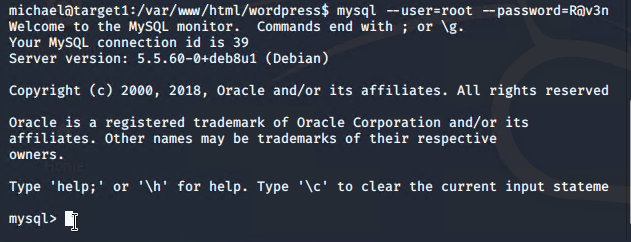 michael@target1:/var/www/html/wordpress$ mysql --user=root --password=R@v3n
Welcome to the MySQL monitor.  Commands end with ; or \g.
Your MySQL connection id is 39
Server version: 5.5.60-0+deb8u1 (Debian)
Copyright (c) 2000, 2018, Oracle and/or its affiliates. All rights reserved
Oracle is a registered trademark of Oracle Corporation and/or its
affiliates. Other names may be trademarks of their respective
owners.
Type 'help;' or '\h' for help. Type '\c' to clear the current input stateme
mysql>